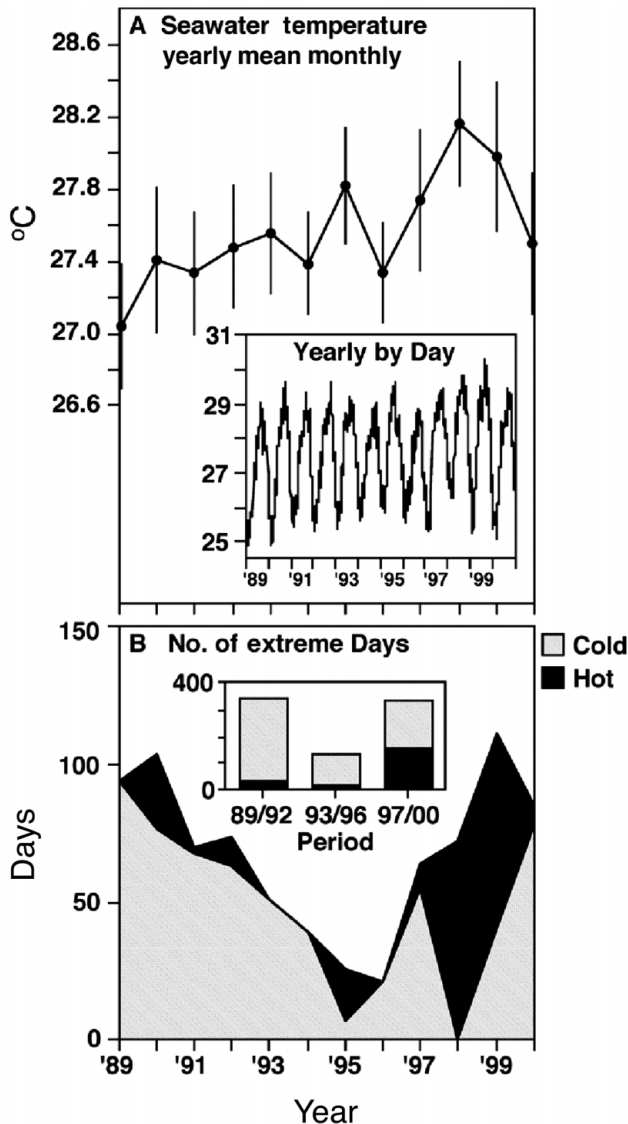 A Seawater temperature
yearly mean monthly
28.6
28.2
27.8
27.4
27.0
26.6
ºC
Yearly by Day
31
29
27
25
'89 '91 '93 '95 '97 '99
B No. of extreme Days
Cold
Hot
150
100
50
0
Days
400
0
89/92 93/96 97/00
Period
'89 '91 '93 '95 '97 '99
Year